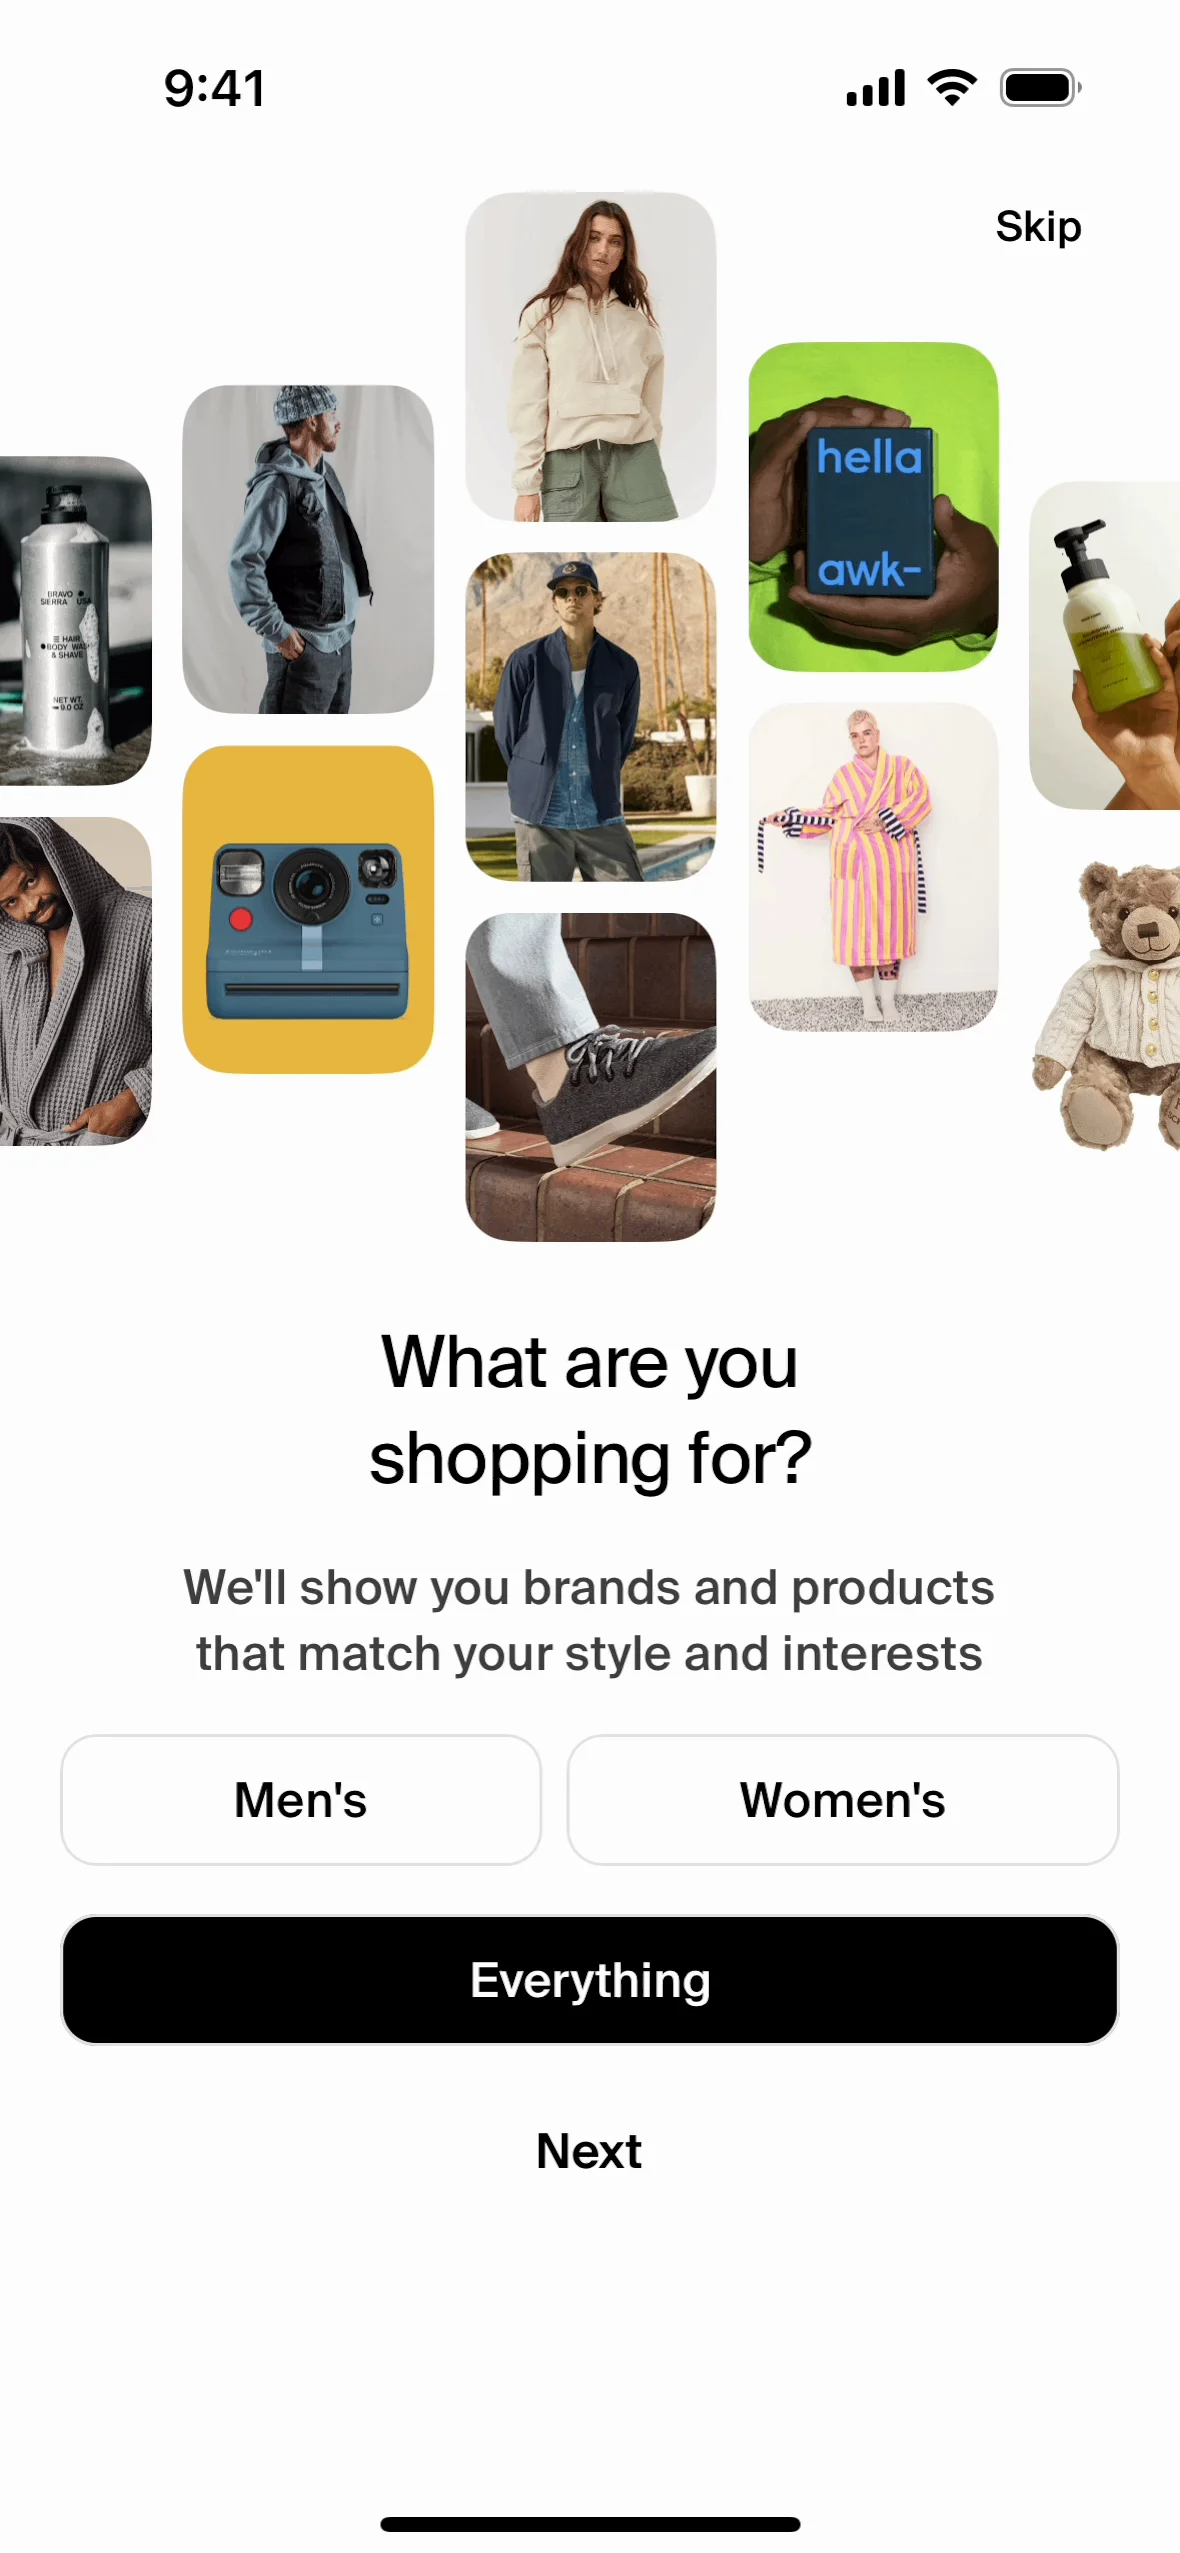 9:41
Skip
hella
awk-
BRAVO
SIERRA USA
HAIR
BODY WASH
& SHAVE
NET WT.
9.0 OZ
What are you
shopping for?
We'll show you brands and products
that match your style and interests
Men's
Women's
Everything
Next